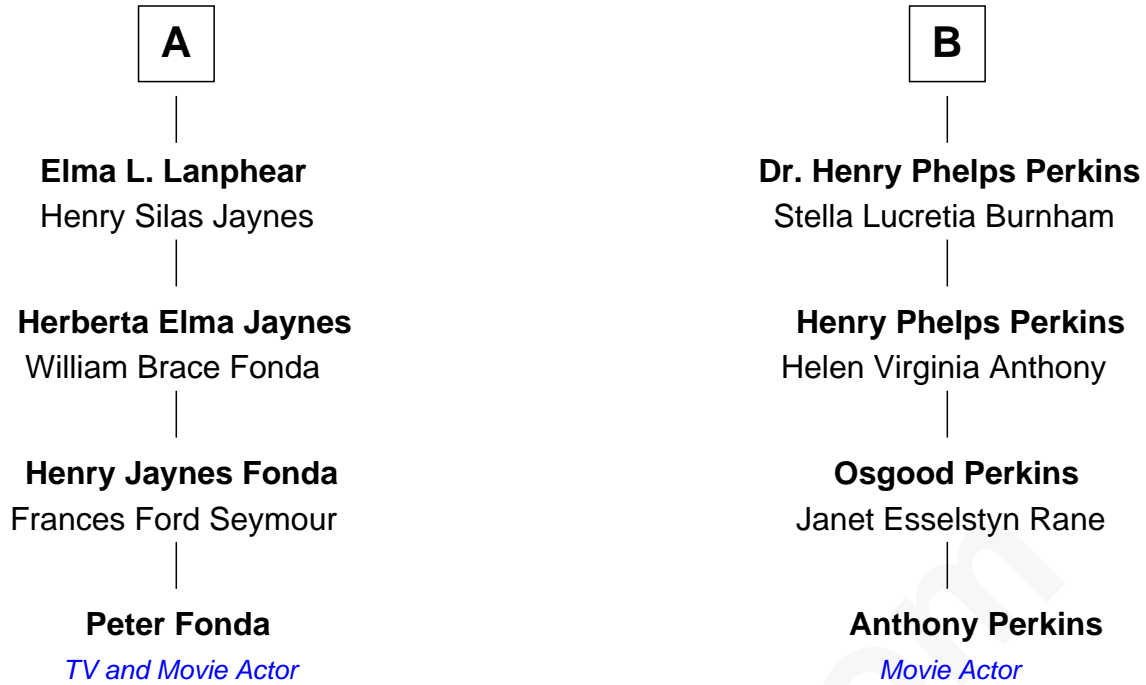 A
B
Elma L. Lanphear
Henry Silas Jaynes
Dr. Henry Phelps Perkins
Stella Lucretia Burnham
Herberta Elma Jaynes
William Brace Fonda
Henry Phelps Perkins
Helen Virginia Anthony
Henry Jaynes Fonda
Frances Ford Seymour
Osgood Perkins
Janet Esselstyn Rane
Peter Fonda
TV and Movie Actor
Anthony Perkins
Movie Actor